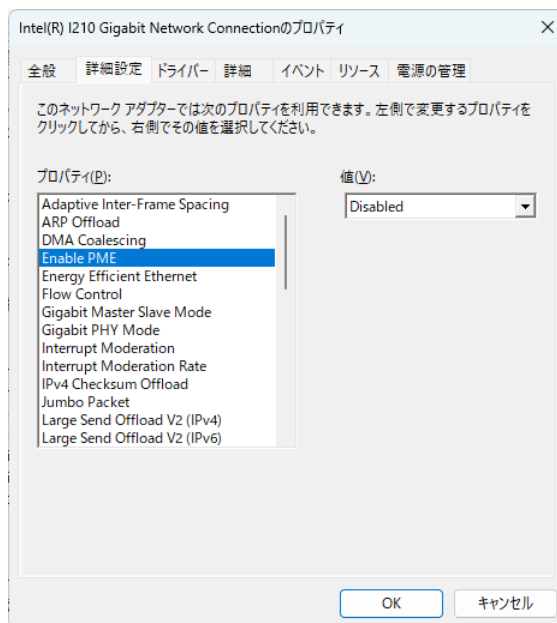 Intel(R) I210 Gigabit Network Connectionのプロパティ
全般 詳細設定 ドライバー 詳細 イベント リソース 電源の管理
このネットワーク アダプターでは次のプロパティを利用できます。左側で変更するプロパティを
クリックしてから、右側でその値を選択してください。
プロパティ(P): 値(V):
Adaptive Inter-Frame Spacing Disabled
ARP Offload
DMA Coalescing
Enable PME
Energy Efficient Ethernet
Flow Control
Gigabit Master Slave Mode
Gigabit PHY Mode
Interrupt Moderation
Interrupt Moderation Rate
IPv4 Checksum Offload
Jumbo Packet
Large Send Offload V2 (IPv4)
Large Send Offload V2 (IPv6)
OK キャンセル